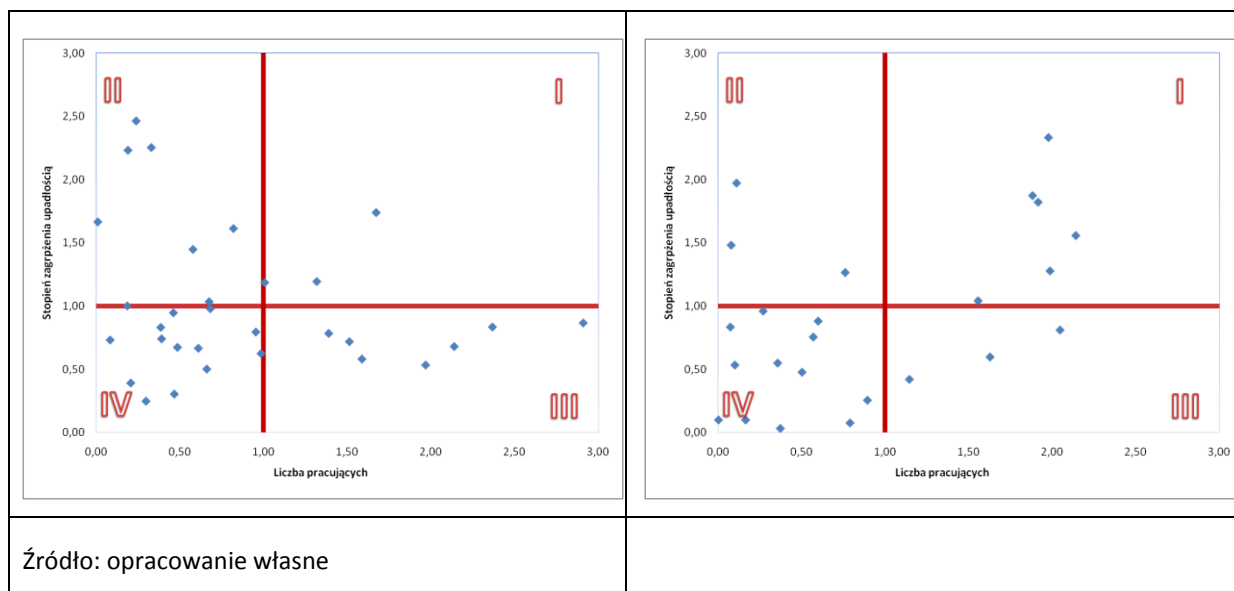 3,00
II
I
2,50
2,00
1,50
1,00
0,50
IV
III
0,00
0,00 0,50 1,00 1,50 2,00 2,50 3,00
Stopień zagrpżenia upadłością
Liczba pracujących
3,00
II
I
2,50
2,00
1,50
1,00
0,50
IV
III
0,00
0,00 0,50 1,00 1,50 2,00 2,50 3,00
Stopień zagrpżenia upadłością
Liczba pracujących
Źródło: opracowanie własne